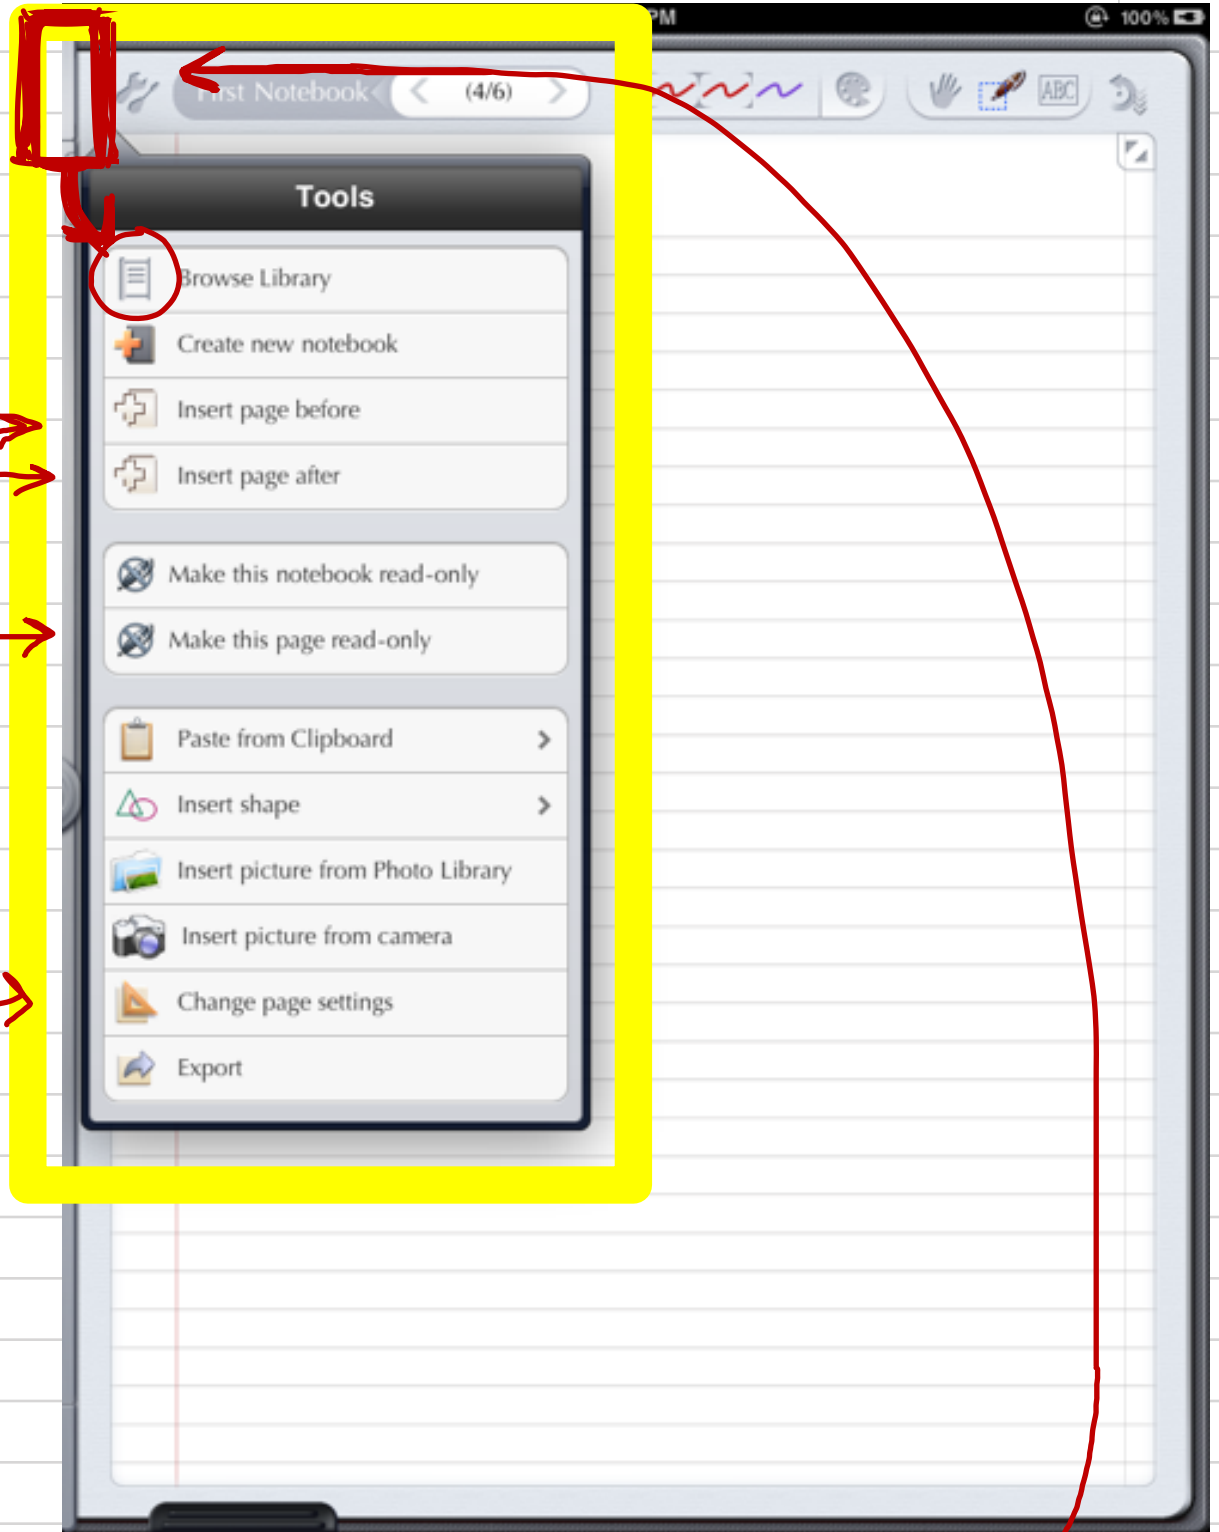 PM 100%
First Notebook (4/6) ABC
Tools
Browse Library
Create new notebook
Insert page before
Insert page after
Make this notebook read-only
Make this page read-only
Paste from Clipboard
Insert shape
Insert picture from Photo Library
Insert picture from camera
Change page settings
Export